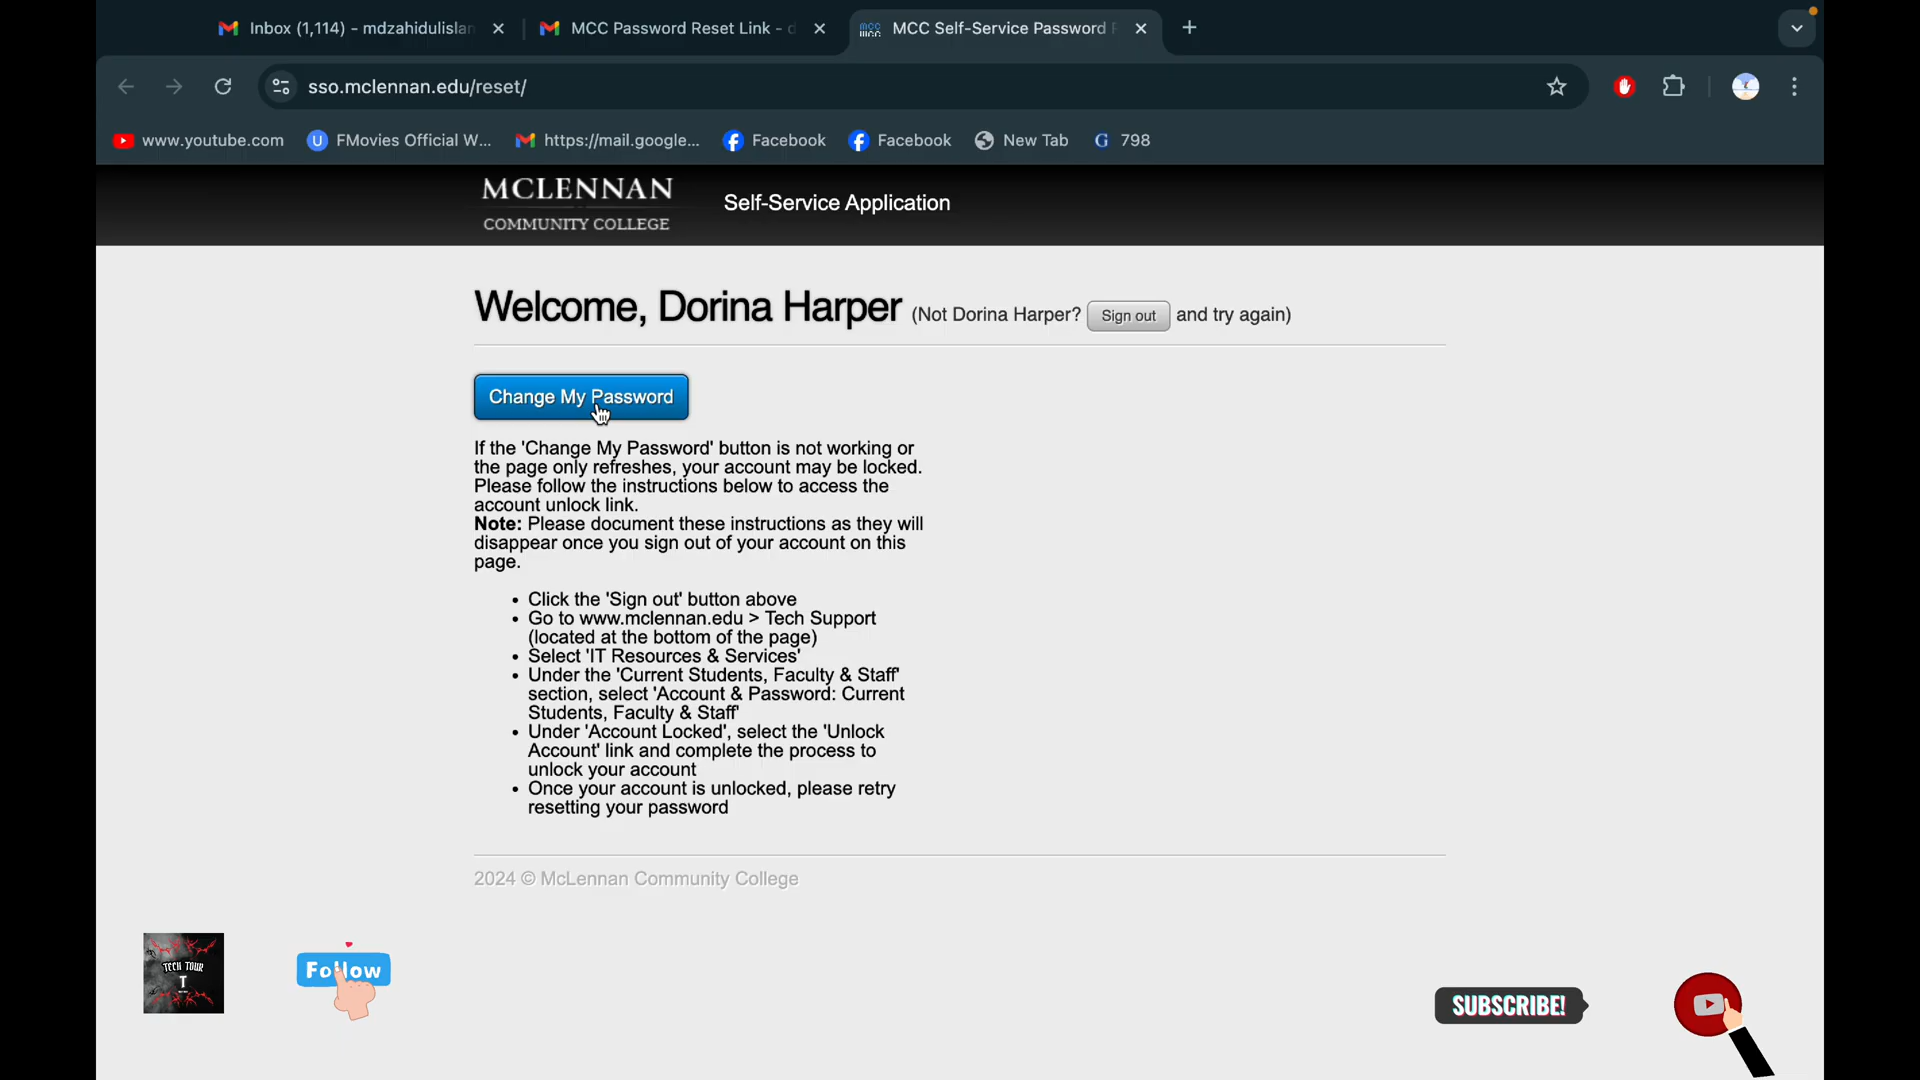 Inbox (1,114) - mdzahidulislan
MCC Password Reset Link - d
MCC Self-Service Password R
sso.mclennan.edu/reset/
www.youtube.com
U FMovies Official W...
https://mail.google...
Facebook
Facebook
New Tab
G 798
MCLENNAN
COMMUNITY COLLEGE
Self-Service Application
Welcome, Dorina Harper (Not Dorina Harper? Sign out and try again)
Change My Password
If the 'Change My Password' button is not working or
the page only refreshes, your account may be locked.
Please follow the instructions below to access the
account unlock link.
Note: Please document these instructions as they will
disappear once you sign out of your account on this
page.
• Click the 'Sign out' button above
• Go to www.mclennan.edu > Tech Support
(located at the bottom of the page)
• Select 'IT Resources & Services'
• Under the 'Current Students, Faculty & Staff'
section, select 'Account & Password: Current
Students, Faculty & Staff'
• Under 'Account Locked', select the 'Unlock
Account' link and complete the process to
unlock your account
• Once your account is unlocked, please retry
resetting your password
2024 © McLennan Community College
TECH TOUR
T
Follow
SUBSCRIBE!